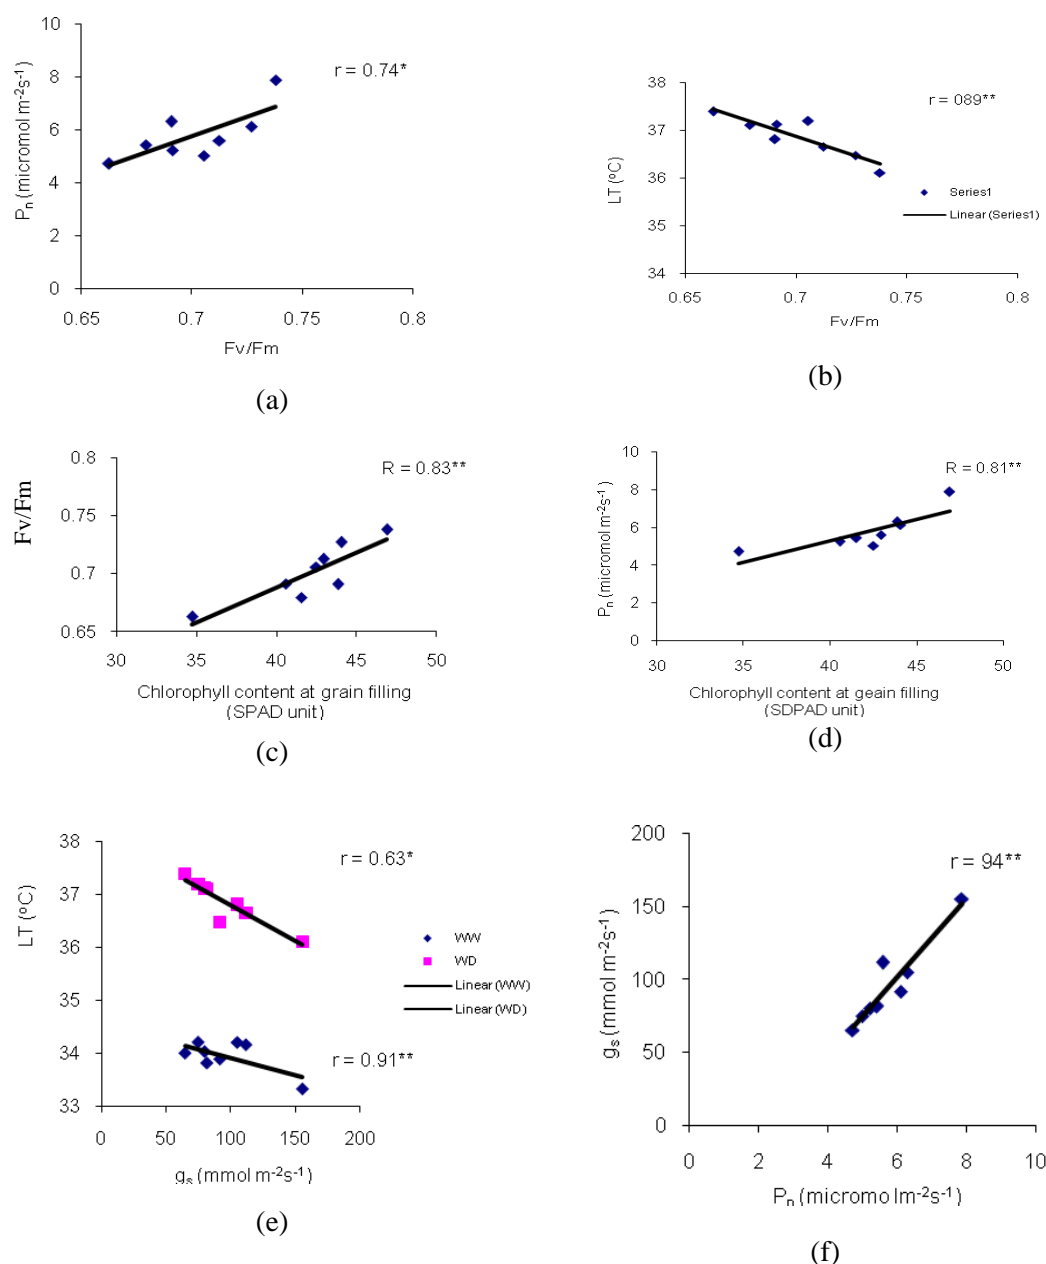 10
8
6
4
2
0
P_n (micromol m⁻²s⁻¹)
r = 0.74*
0.65 0.7 0.75 0.8
Fv/Fm
(a)
38
37
36
35
34
LT (ºC)
r = 089**
Series1
Linear (Series1)
0.65 0.7 0.75 0.8
Fv/Fm
(b)
0.8
0.75
0.7
0.65
Fv/Fm
R = 0.83**
30 35 40 45 50
Chlorophyll content at grain filling
(SPAD unit)
(c)
10
8
6
4
2
0
P_n (micromol m⁻²s⁻¹)
R = 0.81**
30 35 40 45 50
Chlorophyll content at geain filling
(SDPAD unit)
(d)
38
37
36
35
34
33
LT (ºC)
r = 0.63*
WW
WD
Linear (WW)
Linear (WD)
r = 0.91**
0 50 100 150 200
g_s (mmol m⁻²s⁻¹)
(e)
200
150
100
50
0
g_s (mmol m⁻²s⁻¹)
r = 94**
0 2 4 6 8 10
P_n (micromo lm⁻²s⁻¹)
(f)